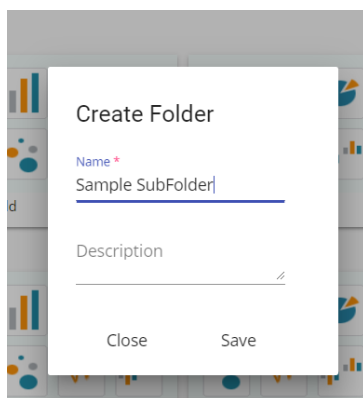 Create Folder
Name *
Sample SubFolder
Description
d
Close Save